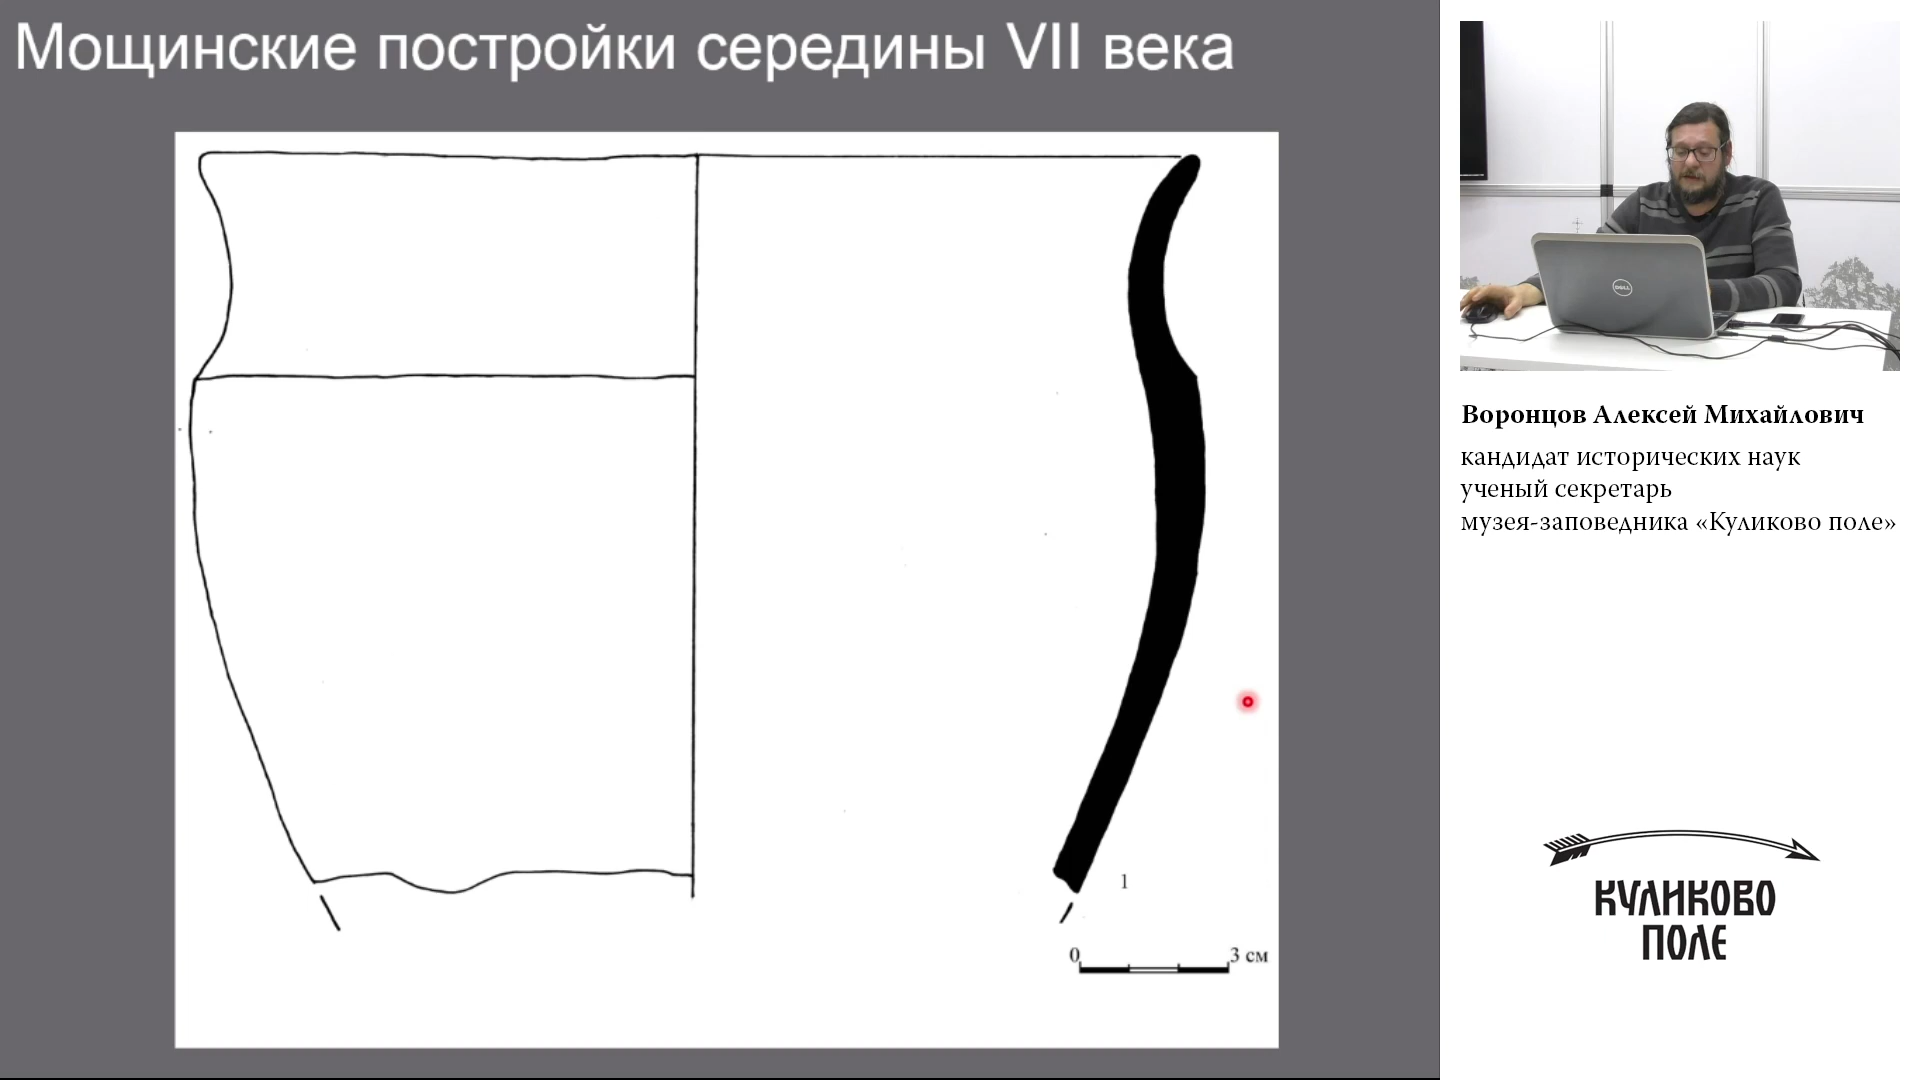 Мощинские постройки середины VII века
1
0
3 см
DELL
Воронцов Алексей Михайлович
кандидат исторических наук
ученый секретарь
музея-заповедника «Куликово поле»
КУЛИКОВО
ПОЛЕ